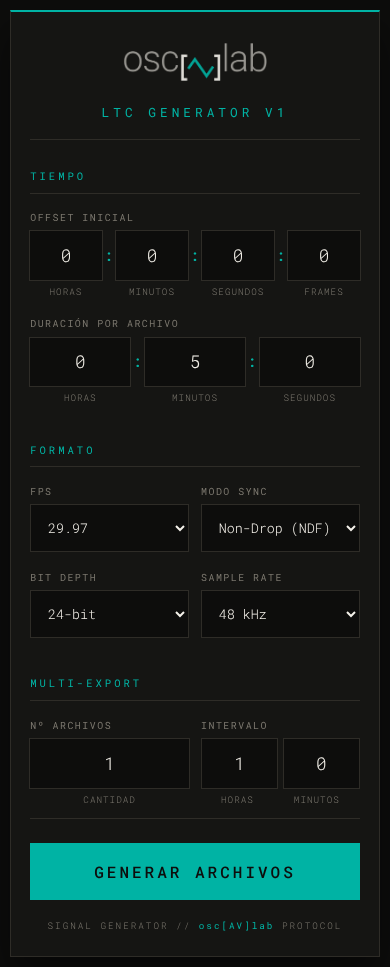 osc[∿]lab
LTC GENERATOR V1
TIEMPO
OFFSET INICIAL
0 : 0 : 0 : 0
HORAS MINUTOS SEGUNDOS FRAMES
DURACIÓN POR ARCHIVO
0 : 5 : 0
HORAS MINUTOS SEGUNDOS
FORMATO
FPS MODO SYNC
29.97 Non-Drop (NDF)
BIT DEPTH SAMPLE RATE
24-bit 48 kHz
MULTI-EXPORT
Nº ARCHIVOS INTERVALO
1 1 0
CANTIDAD HORAS MINUTOS
GENERAR ARCHIVOS
SIGNAL GENERATOR // osc[AV]lab PROTOCOL